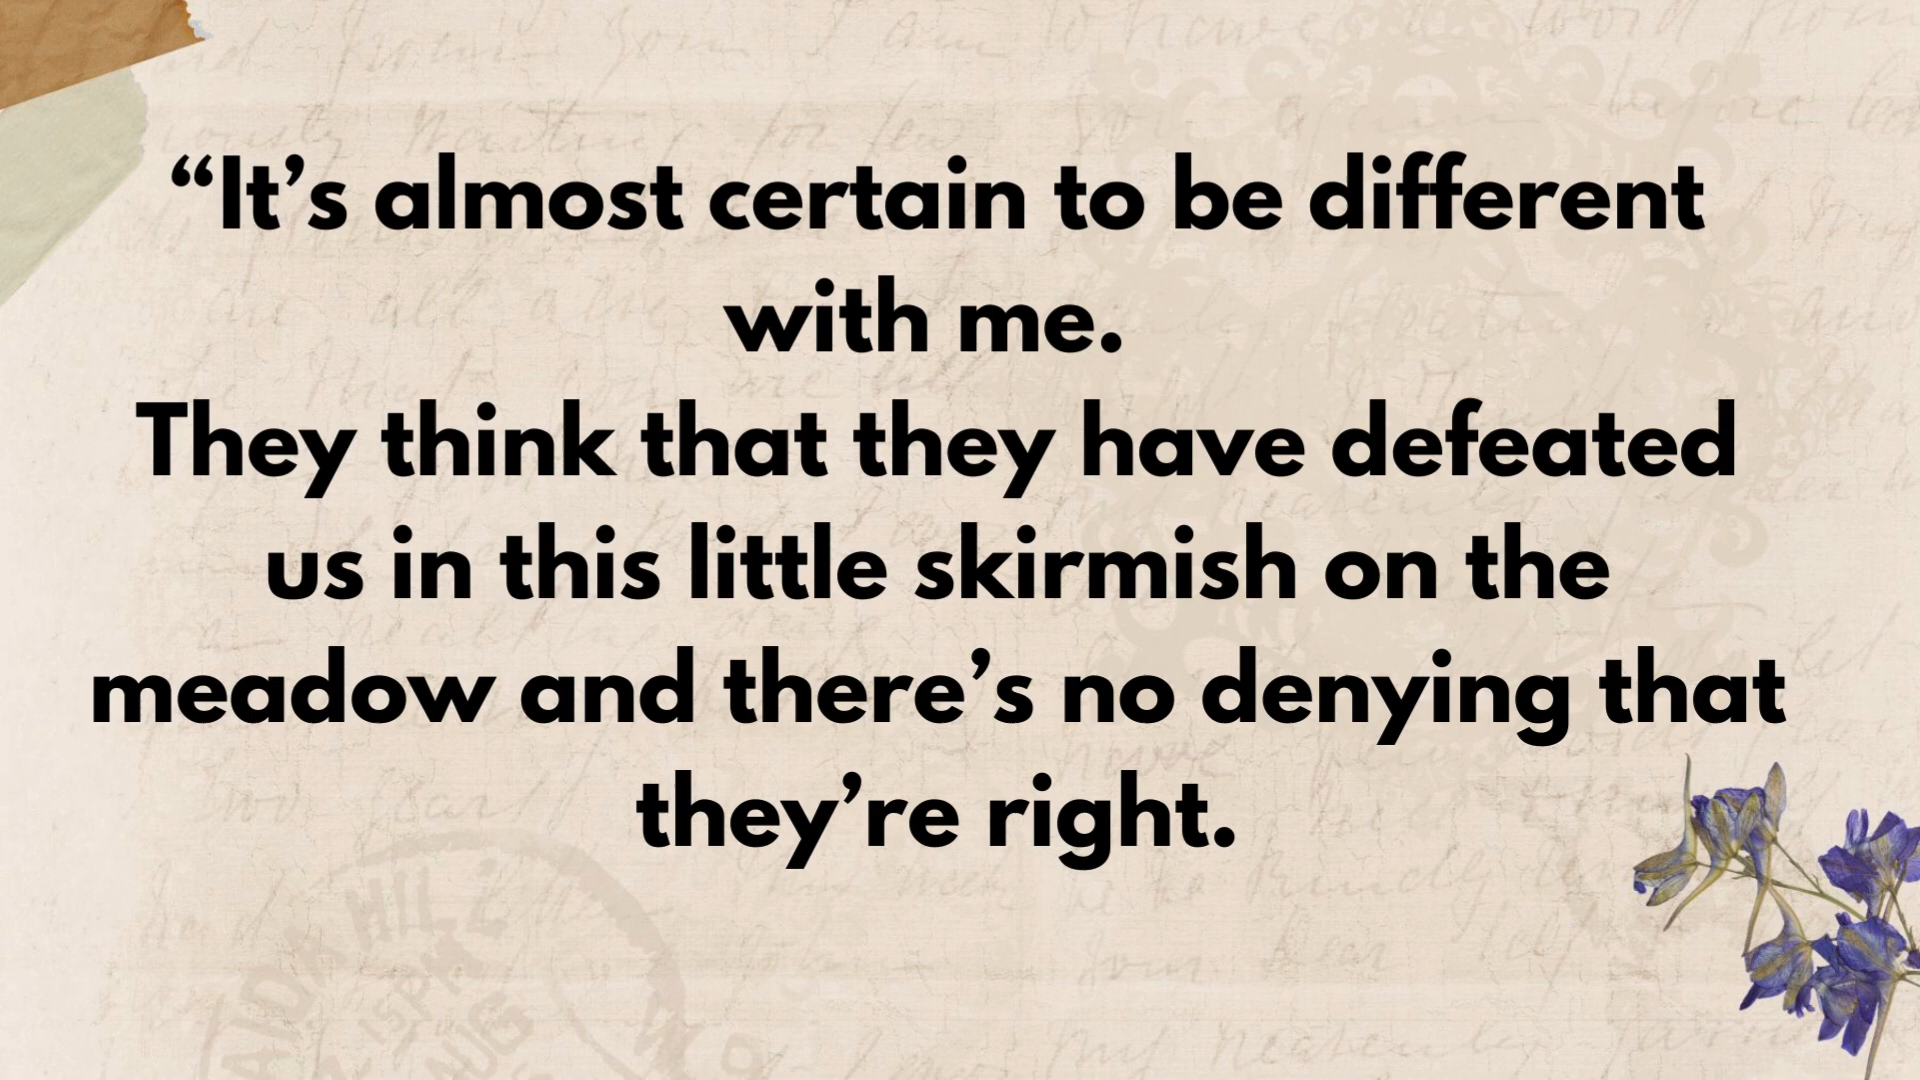 “It’s almost certain to be different
with me.
They think that they have defeated
us in this little skirmish on the
meadow and there’s no denying that
they’re right.